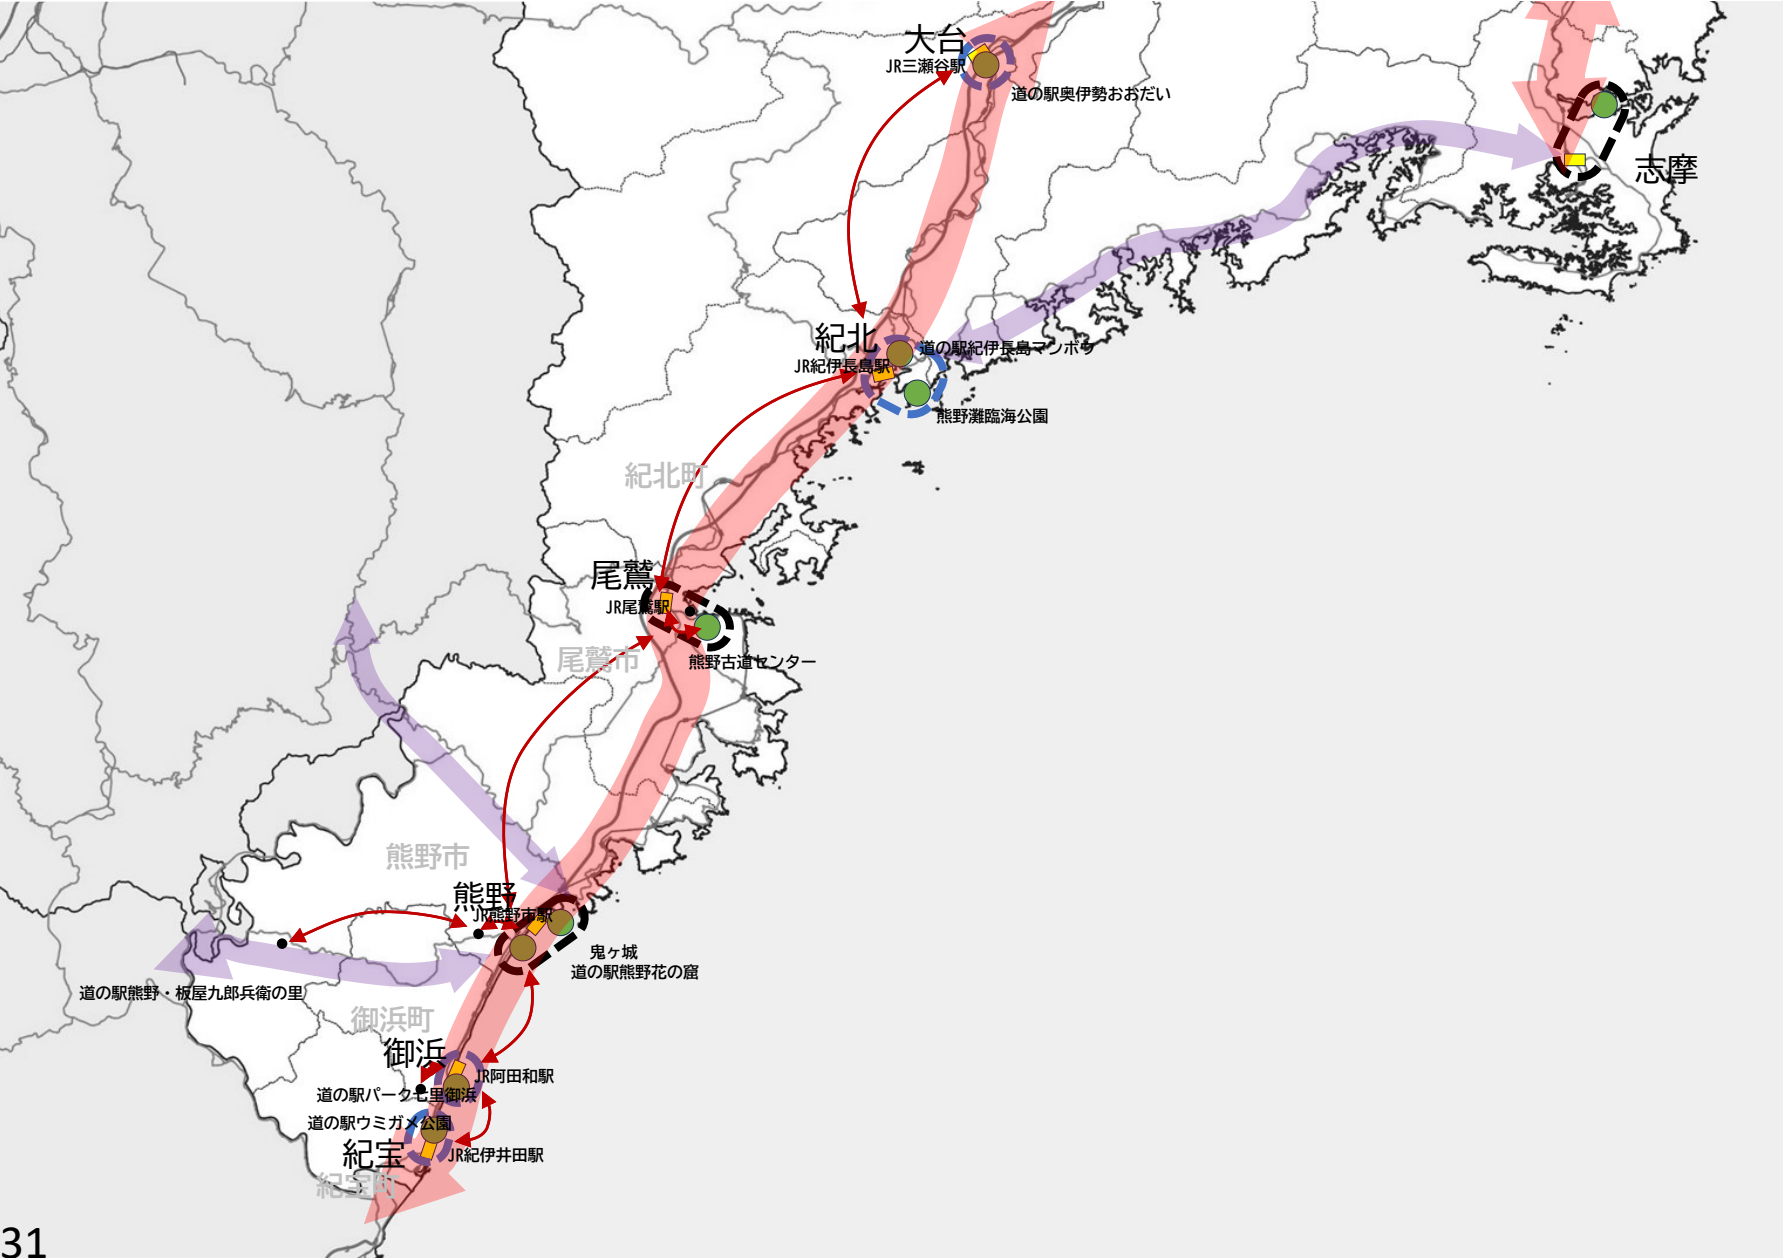 大台
JR三瀬谷駅
道の駅奥伊勢おおだい
志摩
紀北
道の駅紀伊長島マンボウ
JR紀伊長島駅
熊野灘臨海公園
紀北町
尾鷲
JR尾鷲駅
尾鷲市
熊野古道センター
熊野市
熊野
JR熊野市駅
鬼ヶ城
道の駅熊野花の窟
道の駅熊野・板屋九郎兵衛の里
御浜町
御浜
JR阿田和駅
道の駅パーク七里御浜
道の駅ウミガメ公園
紀宝
JR紀伊井田駅
紀宝町
31